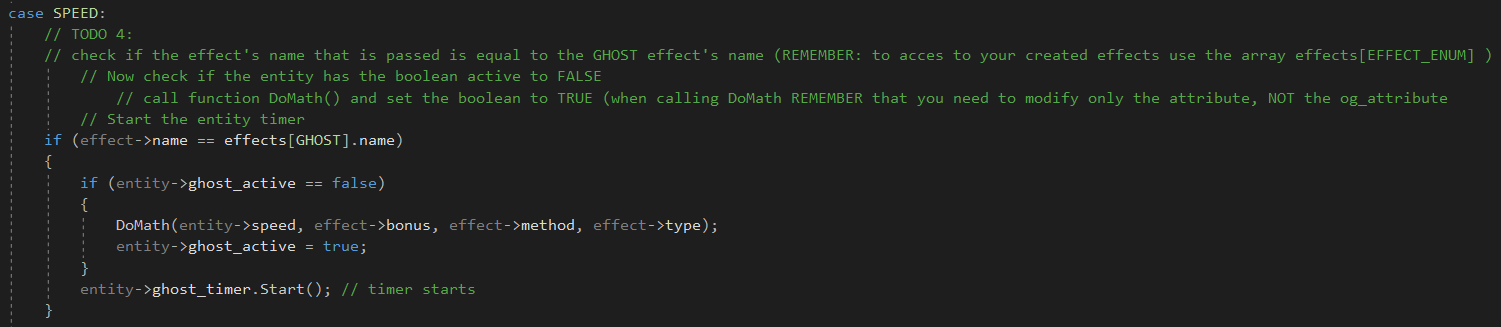 case SPEED:
// TODO 4:
// check if the effect's name that is passed is equal to the GHOST effect's name (REMEMBER: to acces to your created effects use the array effects[EFFECT_ENUM] )
// Now check if the entity has the boolean active to FALSE
// call function DoMath() and set the boolean to TRUE (when calling DoMath REMEMBER that you need to modify only the attribute, NOT the og_attribute
// Start the entity timer
if (effect->name == effects[GHOST].name)
{
if (entity->ghost_active == false)
{
DoMath(entity->speed, effect->bonus, effect->method, effect->type);
entity->ghost_active = true;
}
entity->ghost_timer.Start(); // timer starts
}